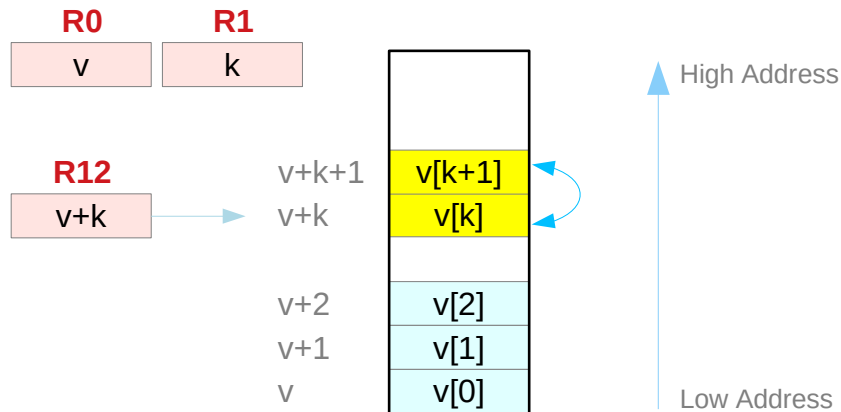 R0 R1
v k
High Address
R12 v+k+1 v[k+1]
v+k v+k v[k]
v+2 v[2]
v+1 v[1]
v v[0] Low Address